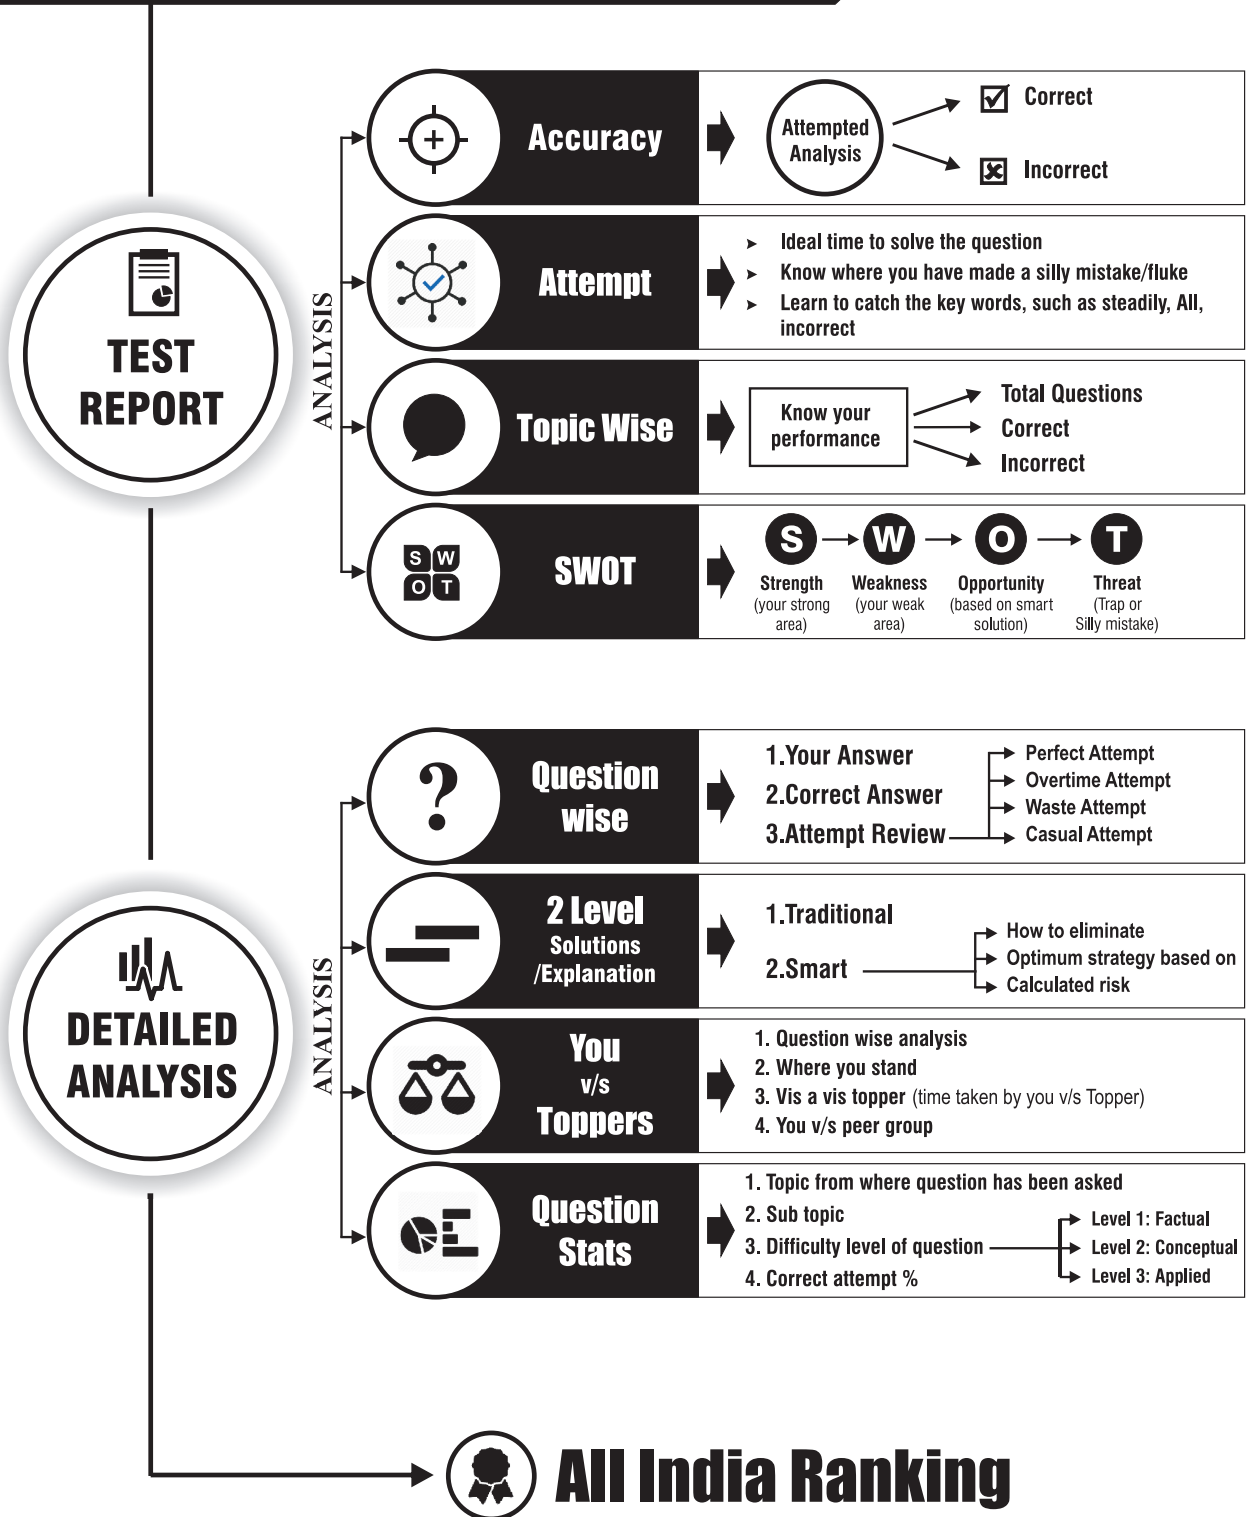 TEST
REPORT
ANALYSIS
Accuracy
Attempted
Analysis
Correct
Incorrect
Attempt
➤ Ideal time to solve the question
➤ Know where you have made a silly mistake/fluke
➤ Learn to catch the key words, such as steadily, All,
incorrect
Topic Wise
Know your
performance
Total Questions
Correct
Incorrect
S W
O T
SWOT
S W O T
Strength Weakness Opportunity Threat
(your strong (your weak (based on smart (Trap or
area) area) solution) Silly mistake)
DETAILED
ANALYSIS
ANALYSIS
?
Question
wise
1.Your Answer
2.Correct Answer
3.Attempt Review
Perfect Attempt
Overtime Attempt
Waste Attempt
Casual Attempt
2 Level
Solutions
/Explanation
1.Traditional
2.Smart
How to eliminate
Optimum strategy based on
Calculated risk
You
v/s
Toppers
1. Question wise analysis
2. Where you stand
3. Vis a vis topper (time taken by you v/s Topper)
4. You v/s peer group
Question
Stats
1. Topic from where question has been asked
2. Sub topic
3. Difficulty level of question
4. Correct attempt %
Level 1: Factual
Level 2: Conceptual
Level 3: Applied
All India Ranking